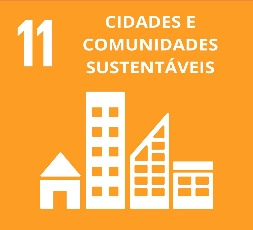 11
CIDADES E
COMUNIDADES
SUSTENTÁVEIS